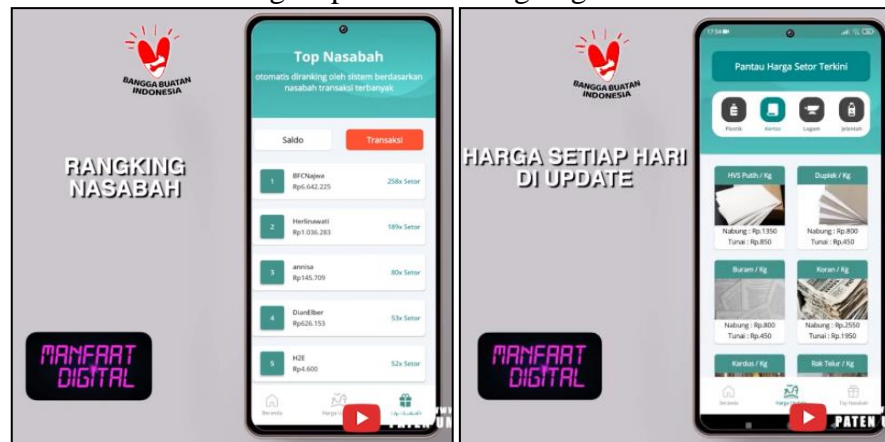 BANGGA BUATAN
INDONESIA
RANGKING
NASABAH
MANFAAT
DIGITAL
Top Nasabah
otomatis diranking oleh sistem berdasarkan
nasabah transaksi terbanyak
Saldo
Transaksi
1
BFCNajwa
Rp6.642.225
258x Setor
2
Herlinawati
Rp1.036.283
189x Setor
3
annisa
Rp145.709
80x Setor
4
DianElber
Rp626.153
53x Setor
5
H2E
Rp4.600
52x Setor
Beranda
BANGGA BUATAN
INDONESIA
HARGA SETIAP HARI
DI UPDATE
MANFAAT
DIGITAL
17:54
Pantau Harga Setor Terkini
Plastik
Kertas
Logam
Jelantah
HVS Putih / Kg
Nabung : Rp.1350
Tunai : Rp.850
Duplek / Kg
Nabung : Rp.800
Tunai : Rp.450
Buram / Kg
Nabung : Rp.800
Tunai : Rp.450
Koran / Kg
Nabung : Rp.2550
Tunai : Rp.1950
Kardus / Kg
Rak Telur / Kg
Beranda
Harga Update
Top Nasabah
PATEN